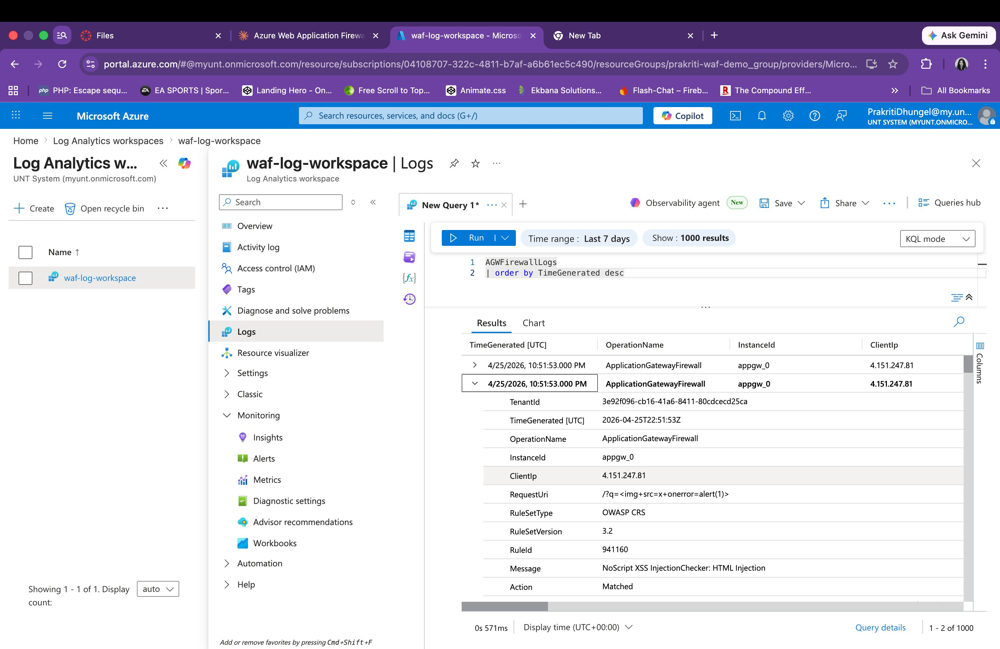 Files
Azure Web Application Firewa
waf-log-workspace - Microso
New Tab
Ask Gemini
portal.azure.com/#@myunt.onmicrosoft.com/resource/subscriptions/04108707-322c-4811-b7af-a6b61ec5c490/resourceGroups/prakriti-waf-demo_group/providers/Micro...
php PHP: Escape sequ...
EA SPORTS | Spor...
Landing Hero - On...
Free Scroll to Top...
Animate.css
Ekbana Solutions...
Flash-Chat – Fireb...
R The Compound Eff...
All Bookmarks
Microsoft Azure
Search resources, services, and docs (G+/)
Copilot
PrakritiDhungel@my.un...
UNT SYSTEM (MYUNT.ONMICRO...
Home > Log Analytics workspaces > waf-log-workspace
Log Analytics w...
UNT System (myunt.onmicrosoft.com)
Create
Open recycle bin
Name ↑
waf-log-workspace
Showing 1 - 1 of 1. Display
count:
auto
waf-log-workspace | Logs
Log Analytics workspace
Search
Overview
Activity log
Access control (IAM)
Tags
Diagnose and solve problems
Logs
Resource visualizer
Settings
Classic
Monitoring
Insights
Alerts
Metrics
Diagnostic settings
Advisor recommendations
Workbooks
Automation
Help
Add or remove favorites by pressing Cmd+Shift+F
New Query 1*
Observability agent
New
Save
Share
Queries hub
Run
Time range : Last 7 days
Show : 1000 results
KQL mode
1 AGWFirewallLogs
2 | order by TimeGenerated desc
Results
Chart
TimeGenerated [UTC] OperationName InstanceId ClientIp
4/25/2026, 10:51:53.000 PM ApplicationGatewayFirewall appgw_0 4.151.247.81
4/25/2026, 10:51:53.000 PM ApplicationGatewayFirewall appgw_0 4.151.247.81
TenantId 3e92f096-cb16-41a6-8411-80cdcecd25ca
TimeGenerated [UTC] 2026-04-25T22:51:53Z
OperationName ApplicationGatewayFirewall
InstanceId appgw_0
ClientIp 4.151.247.81
RequestUri /?q=<img+src=x+onerror=alert(1)>
RuleSetType OWASP CRS
RuleSetVersion 3.2
RuleId 941160
Message NoScript XSS InjectionChecker: HTML Injection
Action Matched
Columns
0s 571ms
Display time (UTC+00:00)
Query details
1 - 2 of 1000